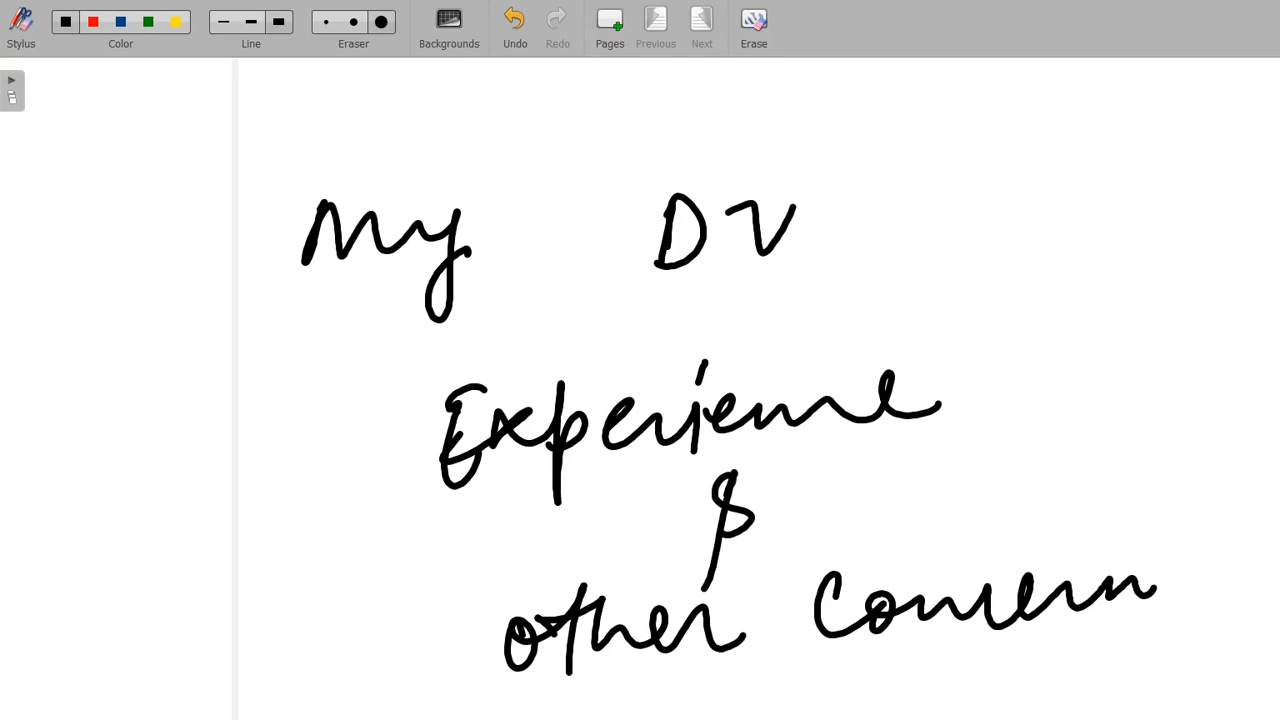 Stylus Color Line Eraser Backgrounds Undo Redo Pages Previous Next Erase
My DV
Experience
&
other Concern